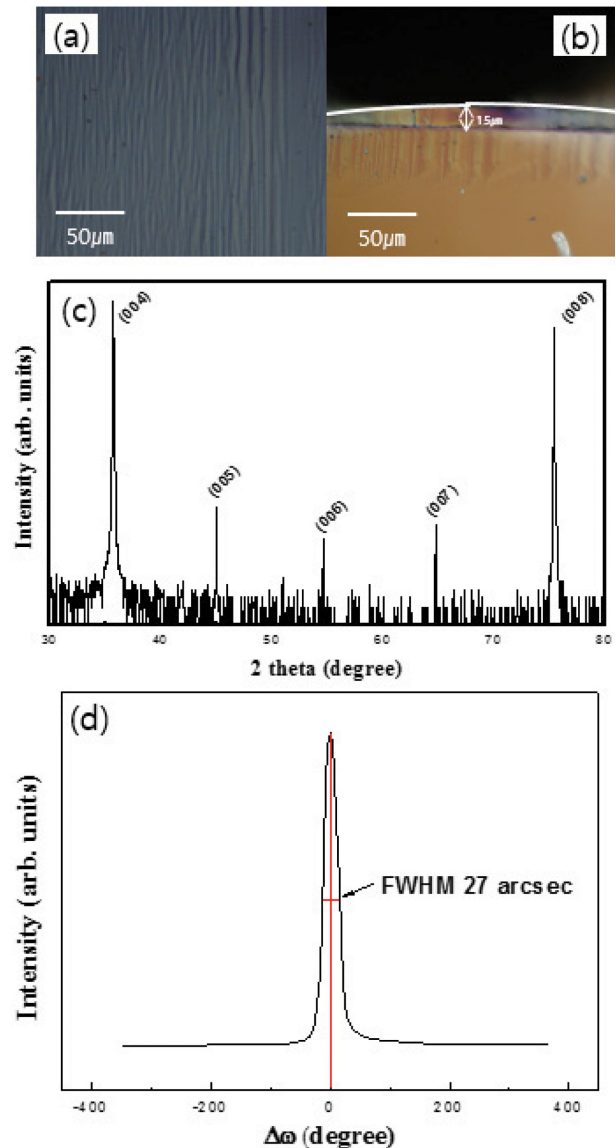 (a)
50μm
(b)
15μm
50μm
(c)
Intensity (arb. units)
(004)
(005)
(006)
(007)
(008)
30 40 50 60 70 80
2 theta (degree)
(d)
Intensity (arb. units)
FWHM 27 arcsec
-400 -200 0 200 400
Δω (degree)